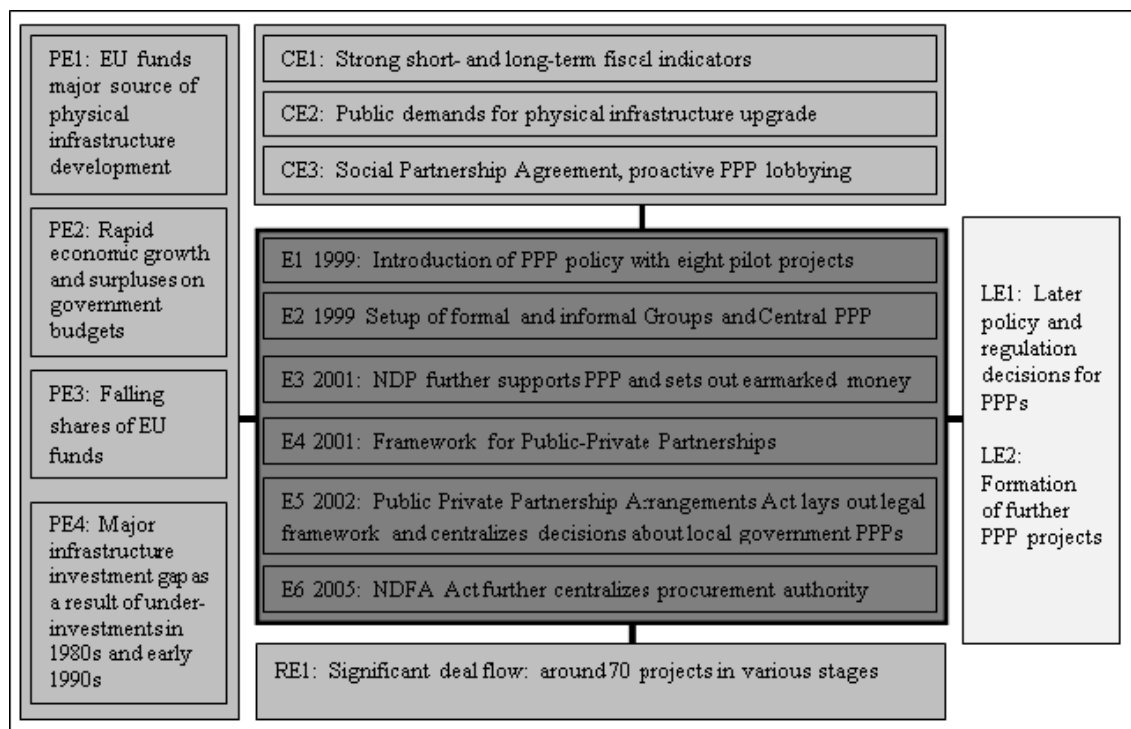 PE1: EU funds
major source of
physical
infrastructure
development
PE2: Rapid
economic growth
and surpluses on
government
budgets
PE3: Falling
shares of EU
funds
PE4: Major
infrastructure
investment gap as
a result of under-
investments in
1980s and early
1990s
CE1: Strong short- and long-term fiscal indicators
CE2: Public demands for physical infrastructure upgrade
CE3: Social Partnership Agreement, proactive PPP lobbying
E1 1999: Introduction of PPP policy with eight pilot projects
E2 1999 Setup of formal and informal Groups and Central PPP
E3 2001: NDP further supports PPP and sets out earmarked money
E4 2001: Framework for Public-Private Partnerships
E5 2002: Public Private Partnership Arrangements Act lays out legal
framework and centralizes decisions about local government PPPs
E6 2005: NDFA Act further centralizes procurement authority
RE1: Significant deal flow: around 70 projects in various stages
LE1: Later
policy and
regulation
decisions for
PPPs
LE2:
Formation
of further
PPP projects